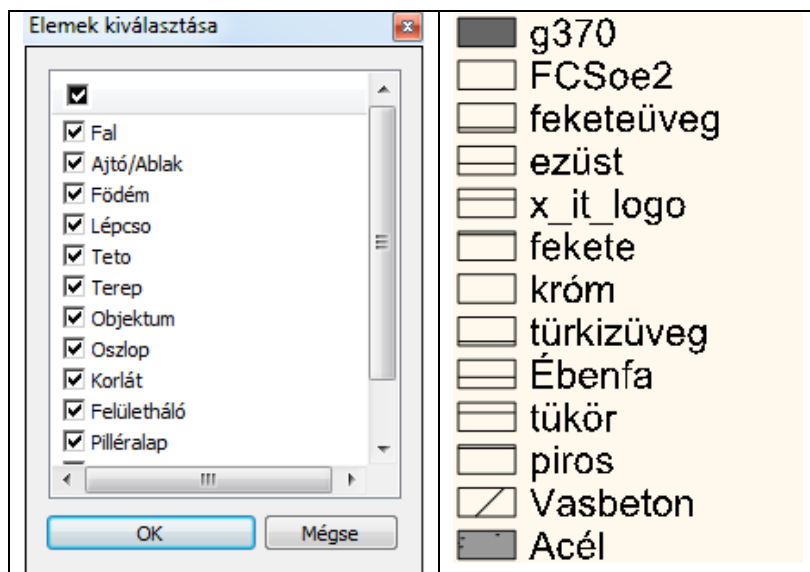 Elemek kiválasztása
Fal
Ajtó/Ablak
Födém
Lépcso
Teto
Terep
Objektum
Oszlop
Korlát
Felületháló
Pilléralap
OK
Mégse
g370
FCSoe2
feketeüveg
ezüst
x_it_logo
fekete
króm
türkizüveg
Ébenfa
tükör
piros
Vasbeton
Acél